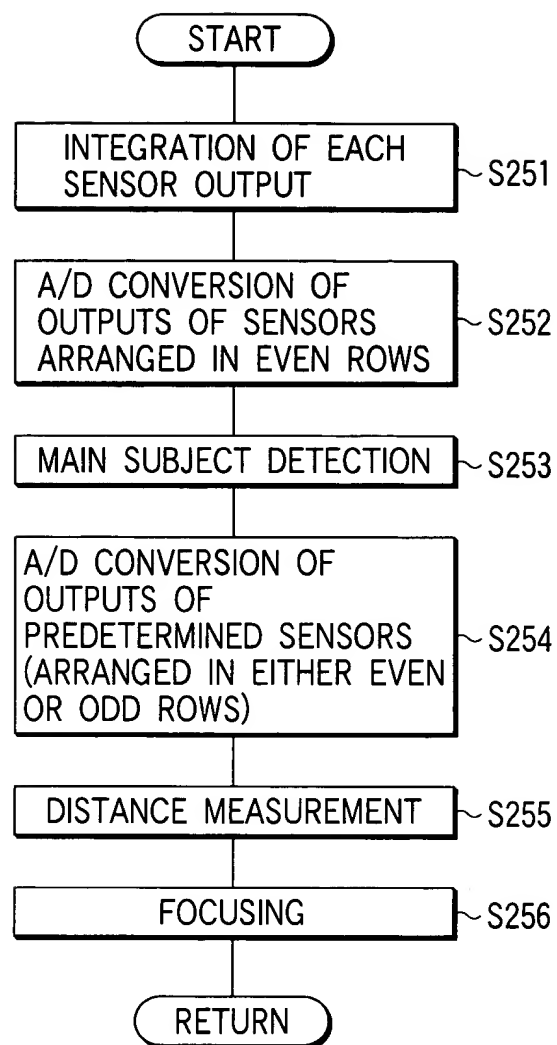 START
INTEGRATION OF EACH
SENSOR OUTPUT
S251
A/D CONVERSION OF
OUTPUTS OF SENSORS
ARRANGED IN EVEN ROWS
S252
MAIN SUBJECT DETECTION
S253
A/D CONVERSION OF
OUTPUTS OF
PREDETERMINED SENSORS
(ARRANGED IN EITHER EVEN
OR ODD ROWS)
S254
DISTANCE MEASUREMENT
S255
FOCUSING
S256
RETURN